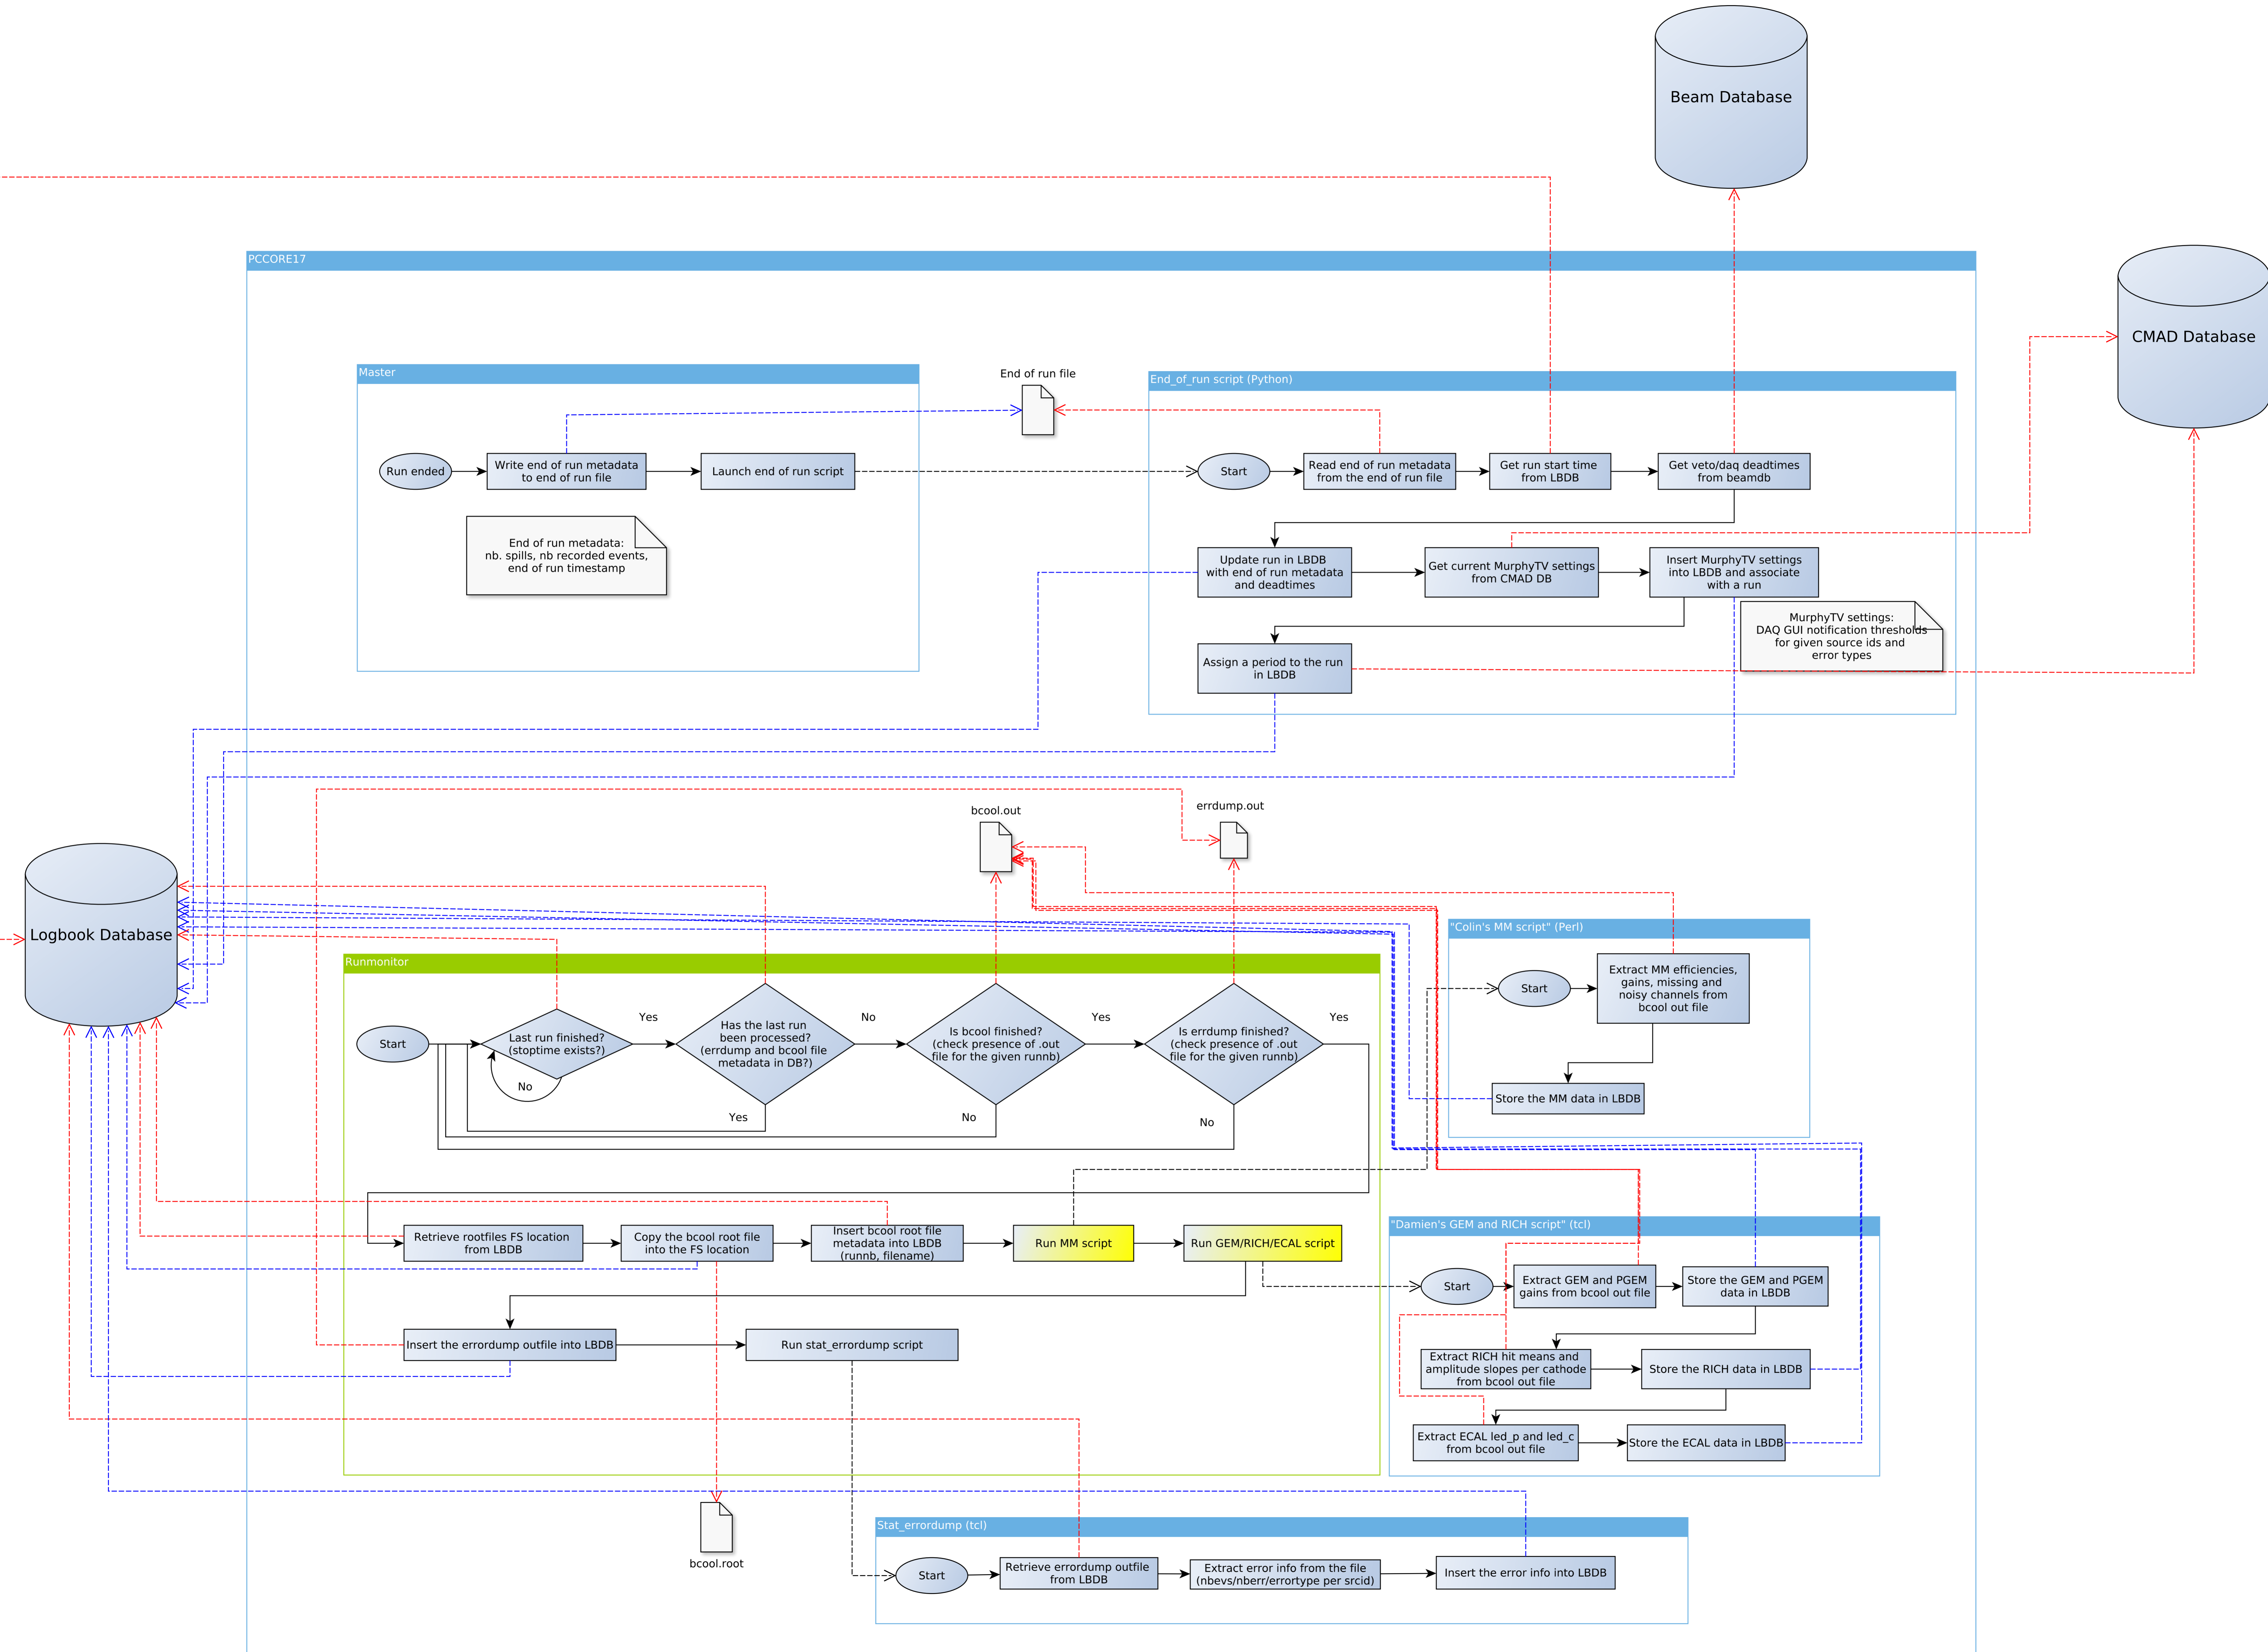 Beam Database
PCCORE17
CMAD Database
Master
End of run file
End_of_run script (Python)
Run ended
Write end of run metadata
to end of run file
Launch end of run script
Start
Read end of run metadata
from the end of run file
Get run start time
from LBDB
Get veto/daq deadtimes
from beamdb
End of run metadata:
nb. spills, nb recorded events,
end of run timestamp
Update run in LBDB
with end of run metadata
and deadtimes
Get current MurphyTV settings
from CMAD DB
Insert MurphyTV settings
into LBDB and associate
with a run
MurphyTV settings:
DAQ GUI notification thresholds
for given source ids and
error types
Assign a period to the run
in LBDB
bcool.out
errdump.out
Logbook Database
Runmonitor
Start
Last run finished?
(stoptime exists?)
No
Yes
Has the last run
been processed?
(errdump and bcool file
metadata in DB?)
Yes
No
Is bcool finished?
(check presence of .out
file for the given runnb)
No
Yes
Is errdump finished?
(check presence of .out
file for the given runnb)
No
Yes
"Colin's MM script" (Perl)
Start
Extract MM efficiencies,
gains, missing and
noisy channels from
bcool out file
Store the MM data in LBDB
Retrieve rootfiles FS location
from LBDB
Copy the bcool root file
into the FS location
Insert bcool root file
metadata into LBDB
(runnb, filename)
Run MM script
Run GEM/RICH/ECAL script
Insert the errordump outfile into LBDB
Run stat_errordump script
"Damien's GEM and RICH script" (tcl)
Start
Extract GEM and PGEM
gains from bcool out file
Store the GEM and PGEM
data in LBDB
Extract RICH hit means and
amplitude slopes per cathode
from bcool out file
Store the RICH data in LBDB
Extract ECAL led_p and led_c
from bcool out file
Store the ECAL data in LBDB
bcool.root
Stat_errordump (tcl)
Start
Retrieve errordump outfile
from LBDB
Extract error info from the file
(nbevs/nberr/errortype per srcid)
Insert the error info into LBDB